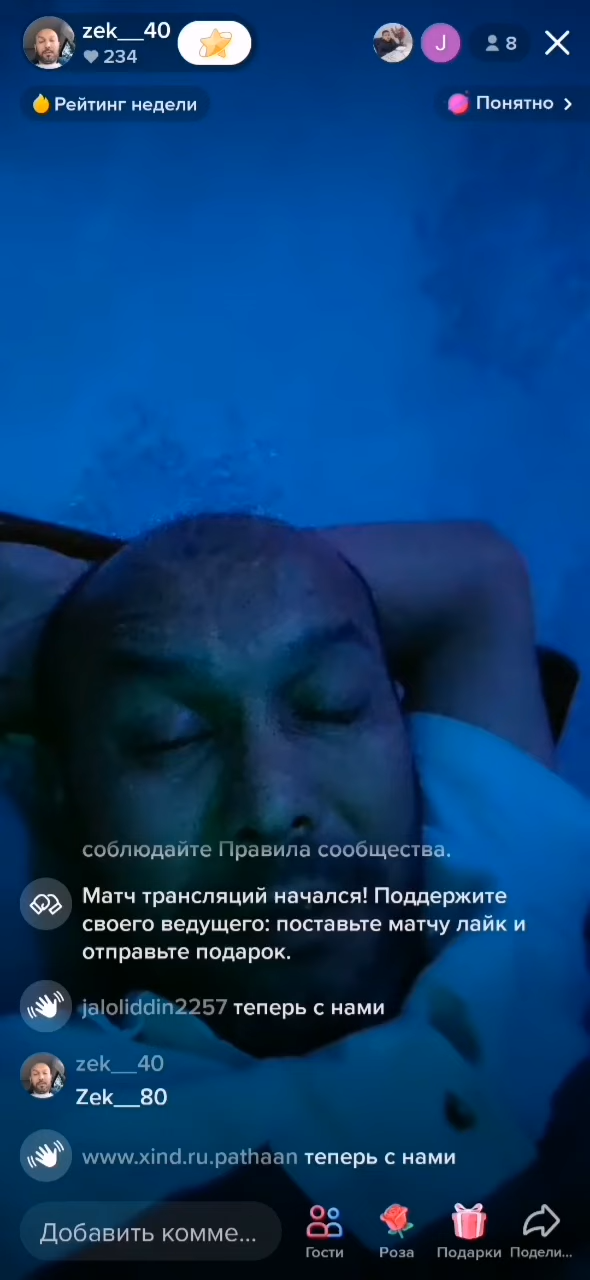 zek__40
234
J
8
Рейтинг недели
Понятно
соблюдайте Правила сообщества.
Матч трансляций начался! Поддержите
своего ведущего: поставьте матчу лайк и
отправьте подарок.
jaloliddin2257 теперь с нами
zek__40
Zek__80
www.xind.ru.pathaan теперь с нами
Добавить комме...
Гости
Роза
Подарки
Подели...